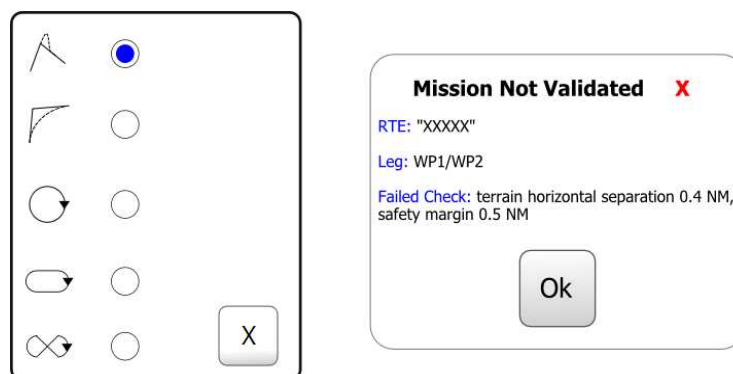 X
Mission Not Validated X
RTE: "XXXXX"
Leg: WP1/WP2
Failed Check: terrain horizontal separation 0.4 NM,
safety margin 0.5 NM
Ok